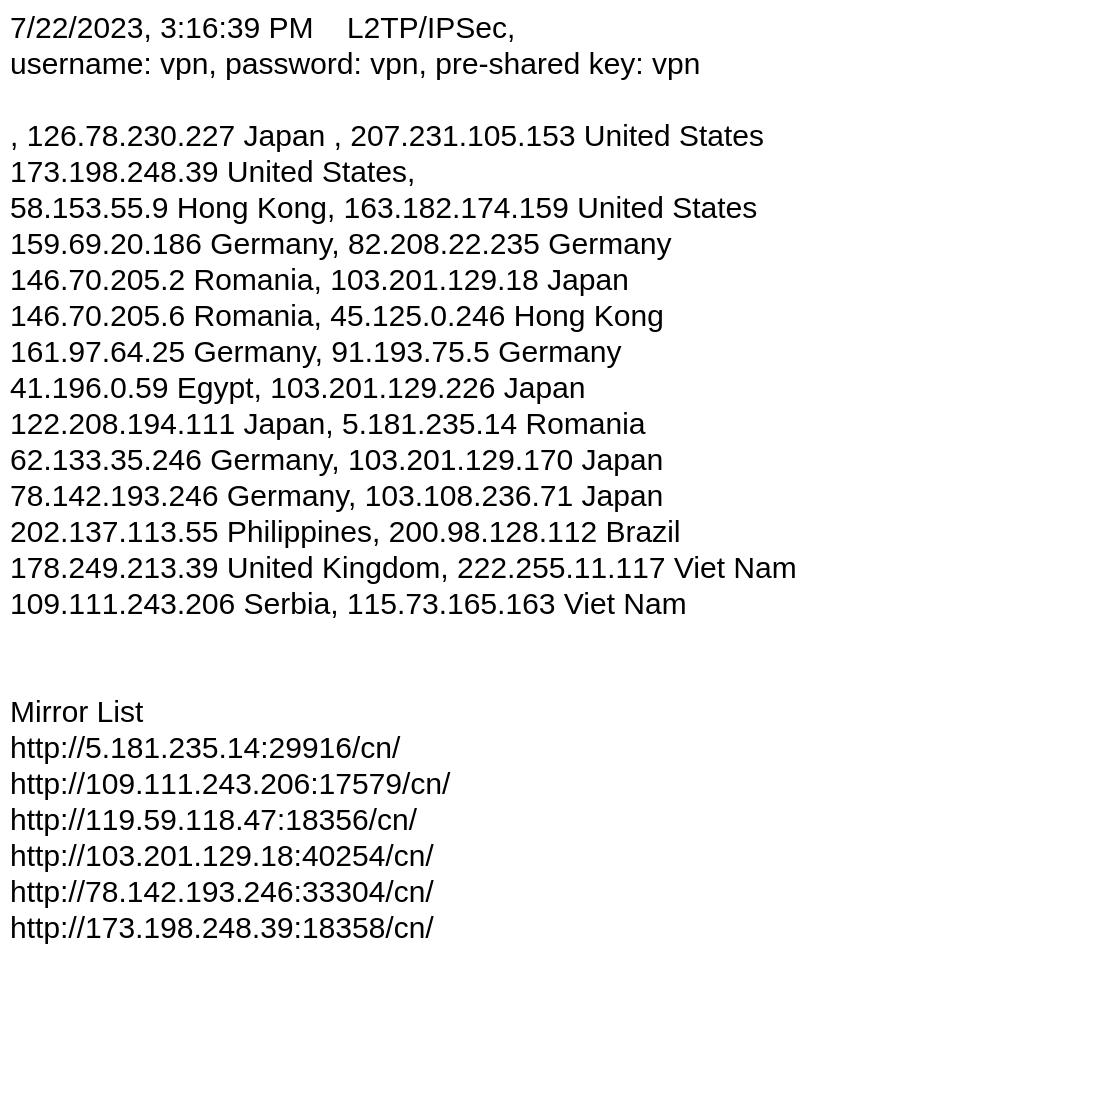 7/22/2023, 3:16:39 PM    L2TP/IPSec,
username: vpn, password: vpn, pre-shared key: vpn
, 126.78.230.227 Japan , 207.231.105.153 United States
173.198.248.39 United States,
58.153.55.9 Hong Kong, 163.182.174.159 United States
159.69.20.186 Germany, 82.208.22.235 Germany
146.70.205.2 Romania, 103.201.129.18 Japan
146.70.205.6 Romania, 45.125.0.246 Hong Kong
161.97.64.25 Germany, 91.193.75.5 Germany
41.196.0.59 Egypt, 103.201.129.226 Japan
122.208.194.111 Japan, 5.181.235.14 Romania
62.133.35.246 Germany, 103.201.129.170 Japan
78.142.193.246 Germany, 103.108.236.71 Japan
202.137.113.55 Philippines, 200.98.128.112 Brazil
178.249.213.39 United Kingdom, 222.255.11.117 Viet Nam
109.111.243.206 Serbia, 115.73.165.163 Viet Nam
Mirror List
http://5.181.235.14:29916/cn/
http://109.111.243.206:17579/cn/
http://119.59.118.47:18356/cn/
http://103.201.129.18:40254/cn/
http://78.142.193.246:33304/cn/
http://173.198.248.39:18358/cn/